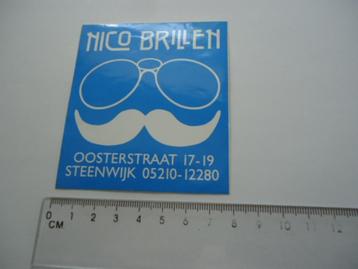 NICO BRILLEN
OOSTERSTRAAT 17-19
STEENWIJK 05210-12280
0 1 2 3 4 5 6 7 8 9 10 11 12
CM